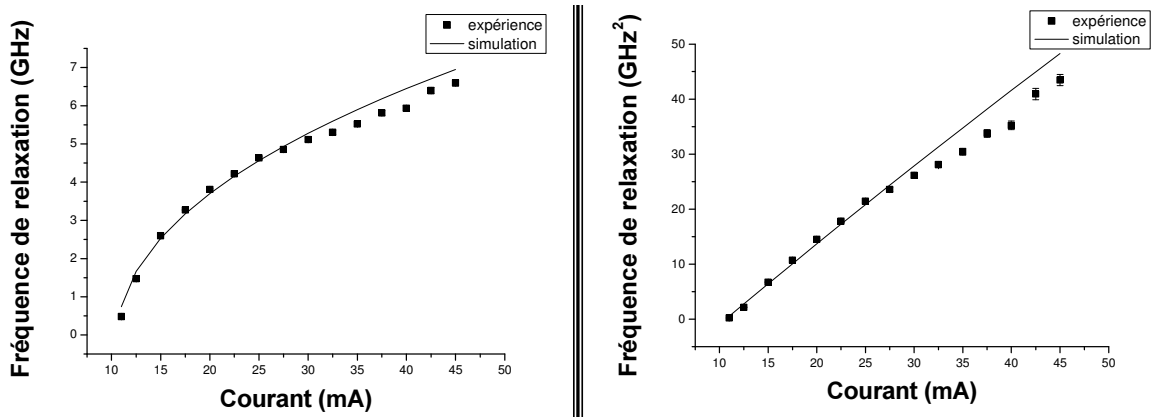 expérience
simulation
Fréquence de relaxation (GHz)
7
6
5
4
3
2
1
0
10 15 20 25 30 35 40 45 50
Courant (mA)
expérience
simulation
Fréquence de relaxation (GHz²)
50
40
30
20
10
0
10 15 20 25 30 35 40 45 50
Courant (mA)